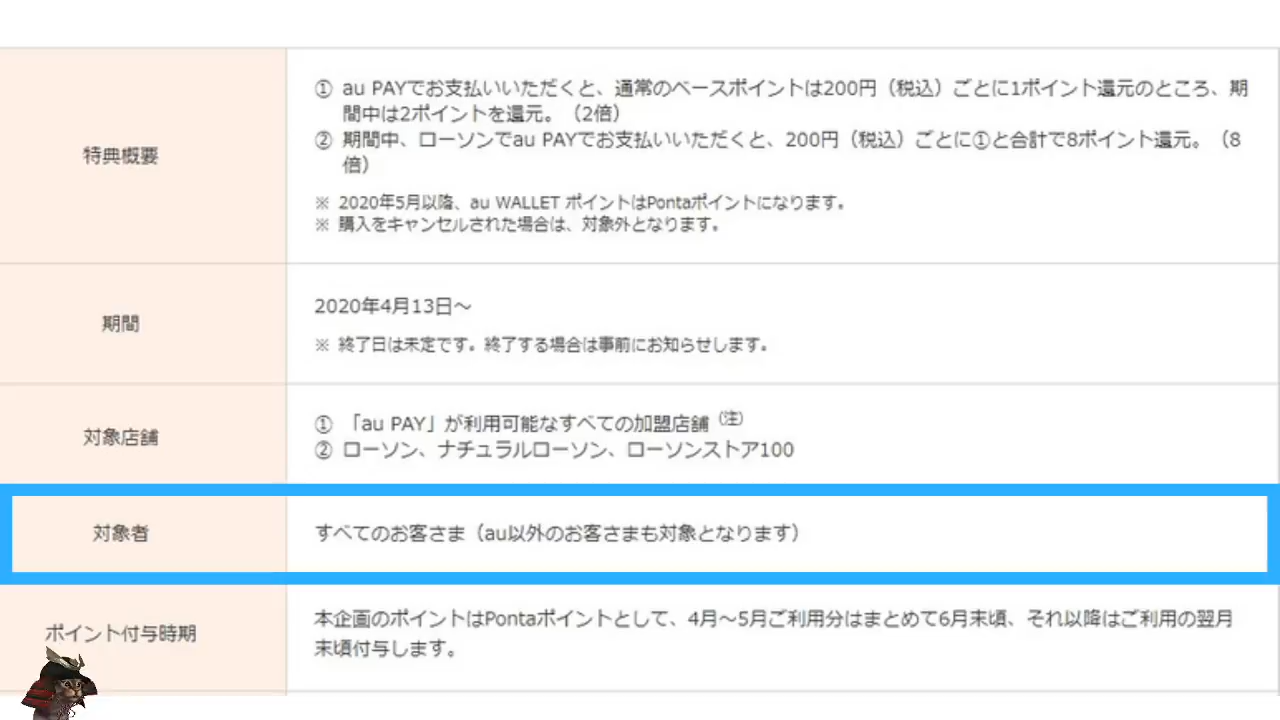 特典概要
① au PAYでお支払いいただくと、通常のベースポイントは200円（税込）ごとに1ポイント還元のところ、期
間中は2ポイントを還元。（2倍）
② 期間中、ローソンでau PAYでお支払いいただくと、200円（税込）ごとに①と合計で8ポイント還元。（8
倍）
※ 2020年5月以降、au WALLET ポイントはPontaポイントになります。
※ 購入をキャンセルされた場合は、対象外となります。
期間
2020年4月13日～
※ 終了日は未定です。終了する場合は事前にお知らせします。
対象店舗
① 「au PAY」が利用可能なすべての加盟店舗（注）
② ローソン、ナチュラルローソン、ローソンストア100
対象者
すべてのお客さま（au以外のお客さまも対象となります）
ポイント付与時期
本企画のポイントはPontaポイントとして、4月～5月ご利用分はまとめて6月末頃、それ以降はご利用の翌月
末頃付与します。